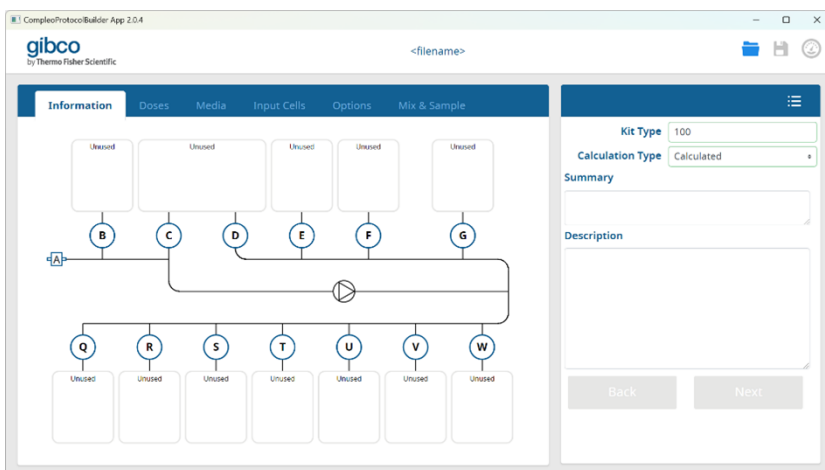 CompleoProtocolBuilder App 2.0.4
gibco
by Thermo Fisher Scientific
<filename>
Information Doses Media Input Cells Options Mix & Sample
Unused Unused Unused Unused Unused
B C D E F G
A
Q R S T U V W
Unused Unused Unused Unused Unused Unused Unused
Kit Type 100
Calculation Type Calculated
Summary
Description
Back Next